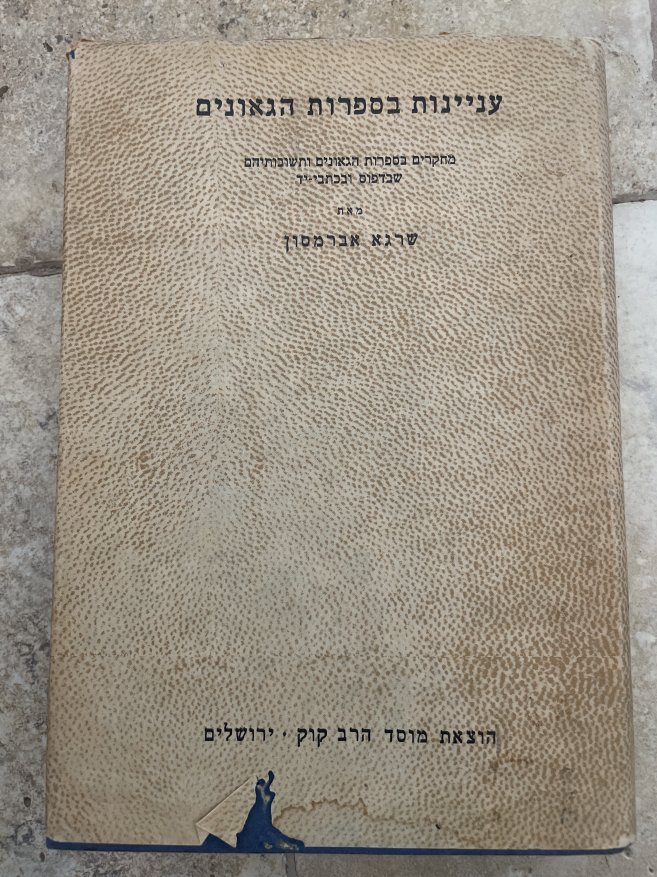 עניינות בספרות הגאונים
מחקרים בספרות הגאונים ותשובותיהם
שבדפוס ובכתבי-יד
מאת
שרגא אברמסון
הוצאת מוסד הרב קוק · ירושלים